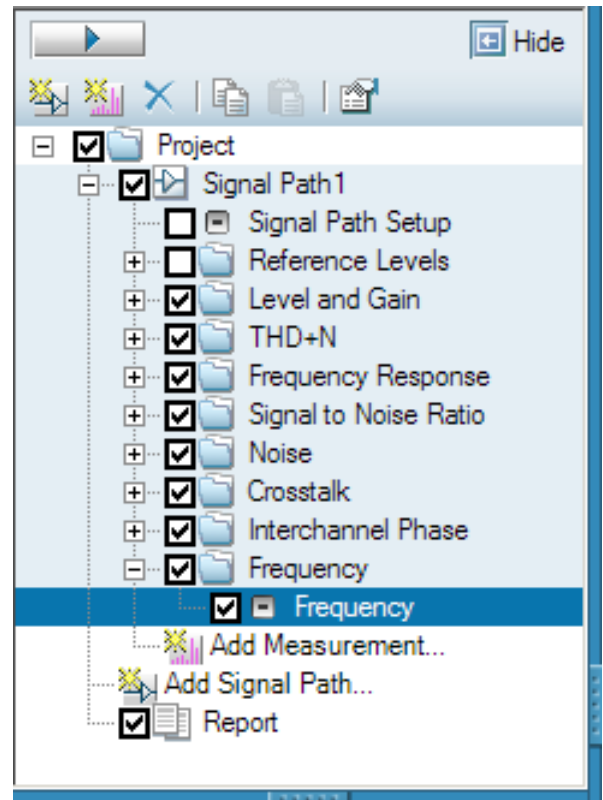 Hide
Project
Signal Path1
Signal Path Setup
Reference Levels
Level and Gain
THD+N
Frequency Response
Signal to Noise Ratio
Noise
Crosstalk
Interchannel Phase
Frequency
Frequency
Add Measurement...
Add Signal Path...
Report